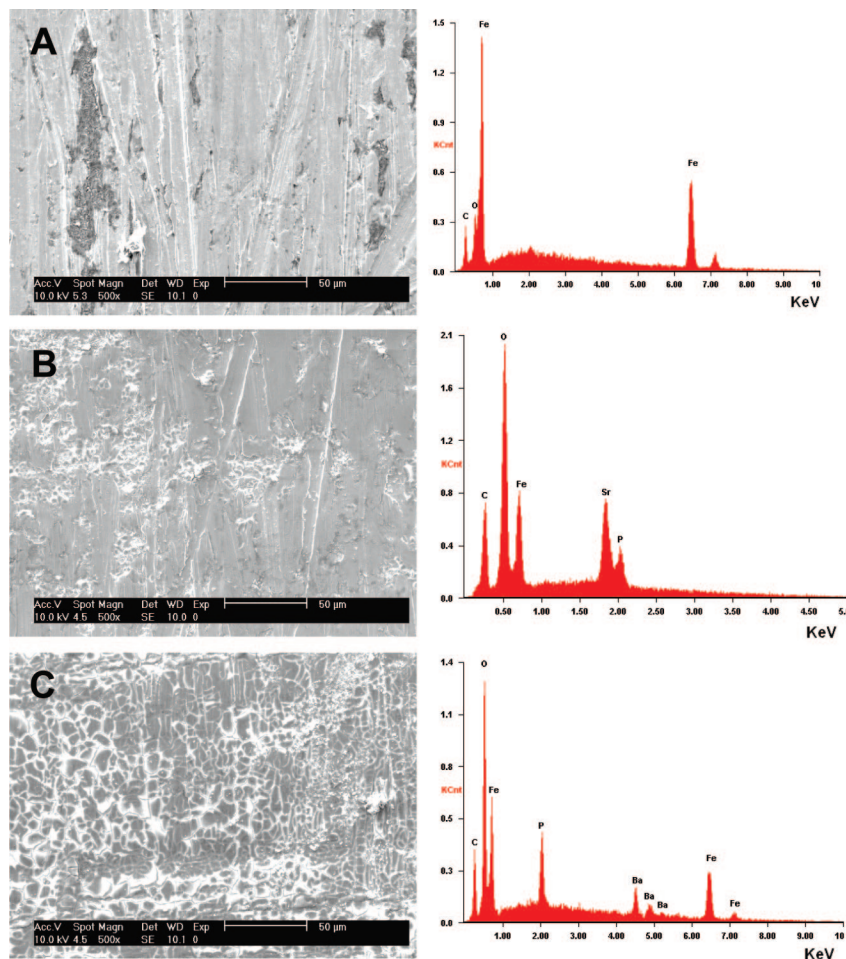 A
Acc.V Spot Magn Det WD Exp 50 µm
10.0 kV 5.3 500x SE 10.1 0
1.5
1.2
0.9
KCnt
0.6
0.3
0.0
C
O
Fe
Fe
1.00 2.00 3.00 4.00 5.00 6.00 7.00 8.00 9.00 10
KeV
B
Acc.V Spot Magn Det WD Exp 50 µm
10.0 kV 4.5 500x SE 10.0 0
2.1
1.6
1.2
KCnt
0.8
0.4
0.0
C
O
Fe
Sr
P
0.50 1.00 1.50 2.00 2.50 3.00 3.50 4.00 4.50 5.
KeV
C
Acc.V Spot Magn Det WD Exp 50 µm
10.0 kV 4.5 500x SE 10.1 0
1.4
1.1
0.8
KCnt
0.5
0.3
0.0
C
O
Fe
P
Ba
Ba
Ba
Fe
Fe
1.00 2.00 3.00 4.00 5.00 6.00 7.00 8.00 9.00 10
KeV